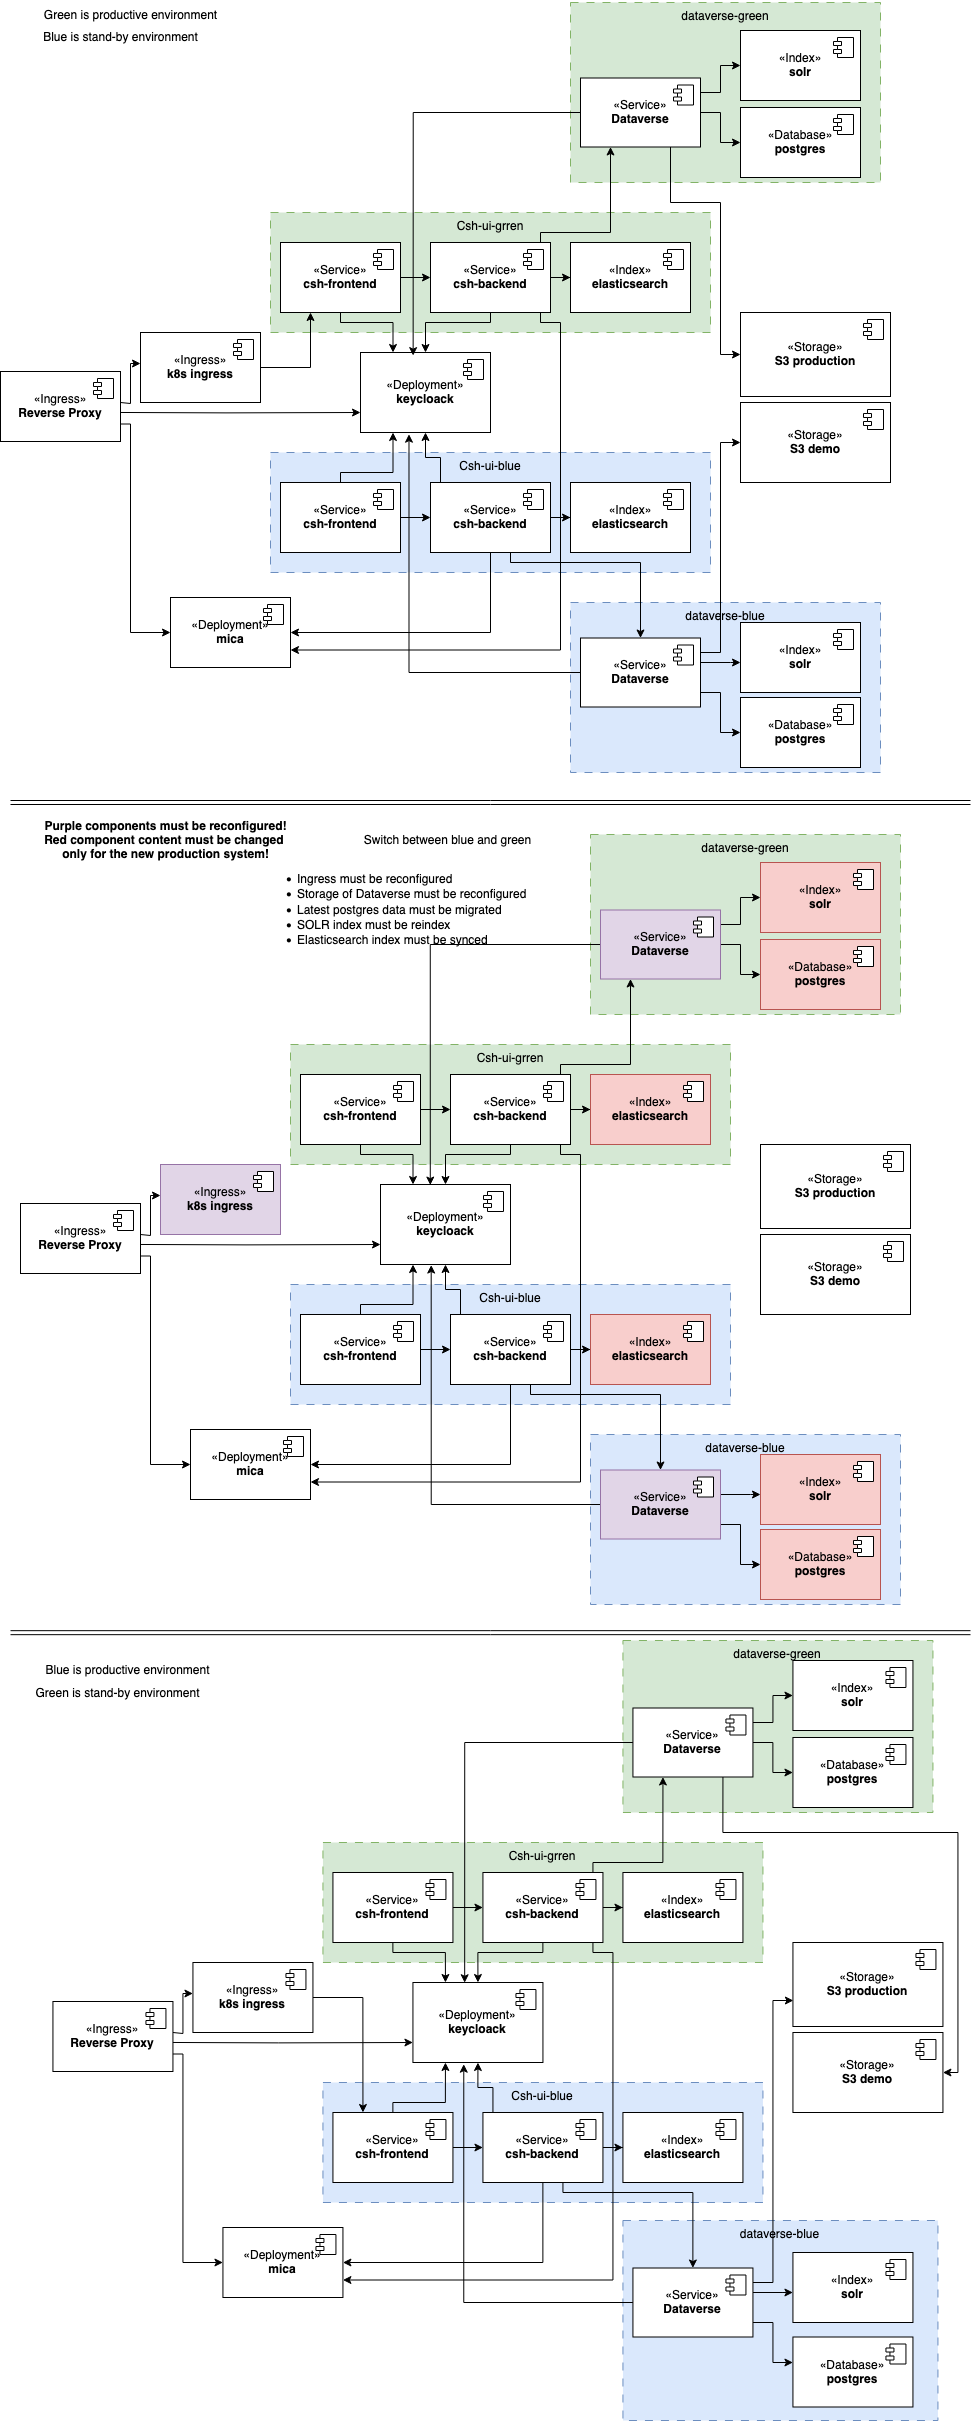 Green is productive environment
Blue is stand-by environment
dataverse-green
«Index»
solr
«Service»
Dataverse
«Database»
postgres
Csh-ui-grren
«Service»
csh-frontend
«Service»
csh-backend
«Index»
elasticsearch
«Ingress»
k8s ingress
«Storage»
S3 production
«Ingress»
Reverse Proxy
«Deployment»
keycloack
«Storage»
S3 demo
Csh-ui-blue
«Service»
csh-frontend
«Service»
csh-backend
«Index»
elasticsearch
«Deployment»
mica
dataverse-blue
«Service»
Dataverse
«Index»
solr
«Database»
postgres
Purple components must be reconfigured!
Red component content must be changed
only for the new production system!
Switch between blue and green
• Ingress must be reconfigured
• Storage of Dataverse must be reconfigured
• Latest postgres data must be migrated
• SOLR index must be reindex
• Elasticsearch index must be synced
dataverse-green
«Index»
solr
«Service»
Dataverse
«Database»
postgres
Csh-ui-grren
«Service»
csh-frontend
«Service»
csh-backend
«Index»
elasticsearch
«Ingress»
k8s ingress
«Storage»
S3 production
«Ingress»
Reverse Proxy
«Deployment»
keycloack
«Storage»
S3 demo
Csh-ui-blue
«Service»
csh-frontend
«Service»
csh-backend
«Index»
elasticsearch
«Deployment»
mica
dataverse-blue
«Service»
Dataverse
«Index»
solr
«Database»
postgres
Blue is productive environment
Green is stand-by environment
dataverse-green
«Index»
solr
«Service»
Dataverse
«Database»
postgres
Csh-ui-grren
«Service»
csh-frontend
«Service»
csh-backend
«Index»
elasticsearch
«Ingress»
k8s ingress
«Storage»
S3 production
«Ingress»
Reverse Proxy
«Deployment»
keycloack
«Storage»
S3 demo
Csh-ui-blue
«Service»
csh-frontend
«Service»
csh-backend
«Index»
elasticsearch
«Deployment»
mica
dataverse-blue
«Service»
Dataverse
«Index»
solr
«Database»
postgres